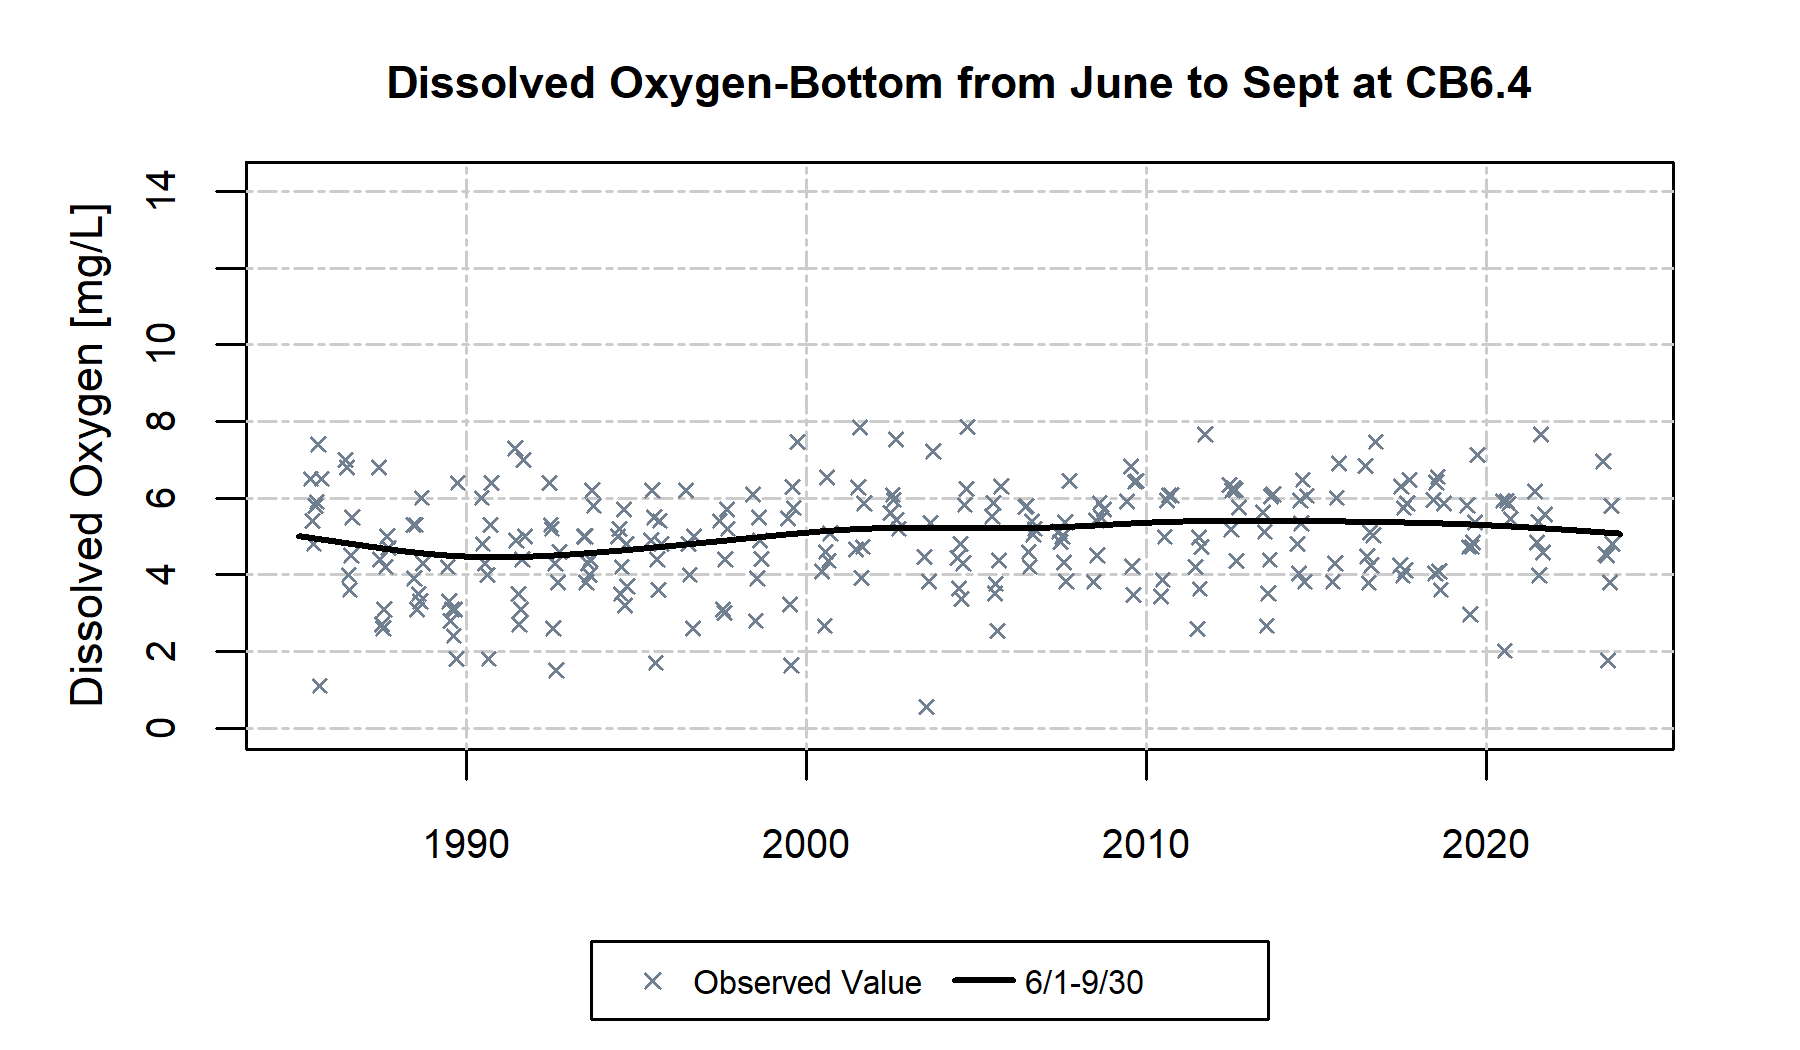 Dissolved Oxygen-Bottom from June to Sept at CB6.4
Dissolved Oxygen [mg/L]
14
10
8
6
4
2
0
1990 2000 2010 2020
Observed Value 6/1-9/30